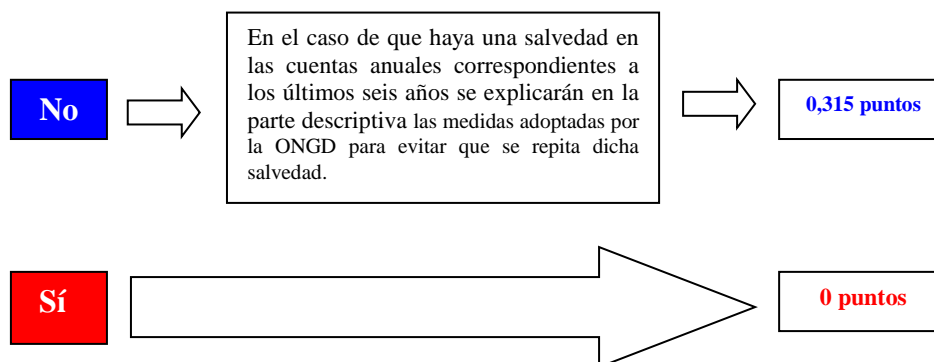 No
En el caso de que haya una salvedad en
las cuentas anuales correspondientes a
los últimos seis años se explicarán en la
parte descriptiva las medidas adoptadas por
la ONGD para evitar que se repita dicha
salvedad.
0,315 puntos
Sí
0 puntos